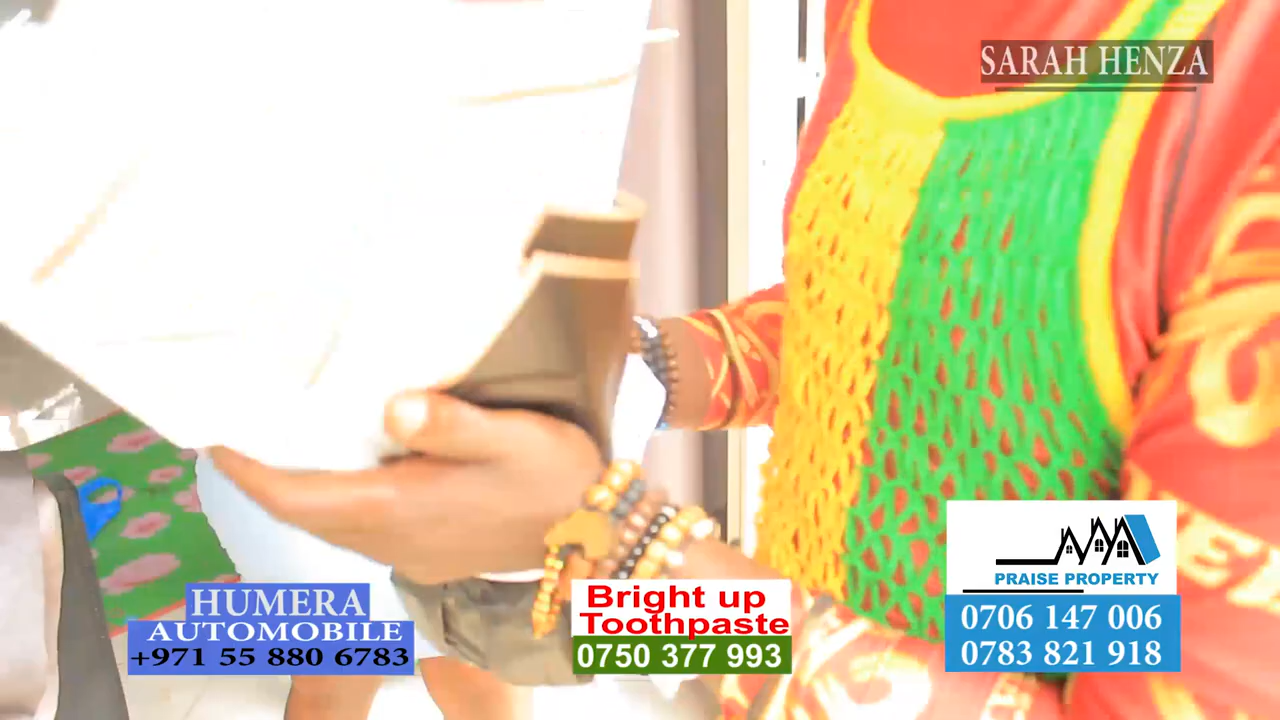 SARAH HENZA
PRAISE PROPERTY
0706 147 006
0783 821 918
HUMERA
AUTOMOBILE
+971 55 880 6783
Bright up
Toothpaste
0750 377 993